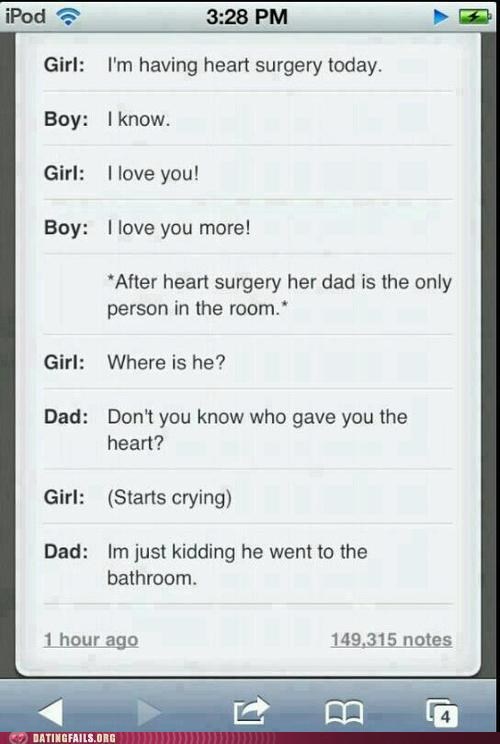 iPod 3:28 PM
Girl: I'm having heart surgery today.
Boy: I know.
Girl: I love you!
Boy: I love you more!
*After heart surgery her dad is the only
person in the room.*
Girl: Where is he?
Dad: Don't you know who gave you the
heart?
Girl: (Starts crying)
Dad: Im just kidding he went to the
bathroom.
1 hour ago 149,315 notes
4
DATINGFAILS.ORG